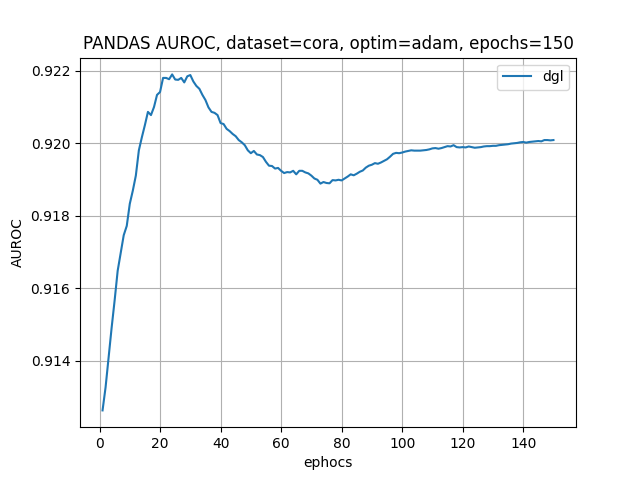 PANDAS AUROC, dataset=cora, optim=adam, epochs=150
dgl
AUROC
0.922
0.920
0.918
0.916
0.914
0 20 40 60 80 100 120 140
ephocs